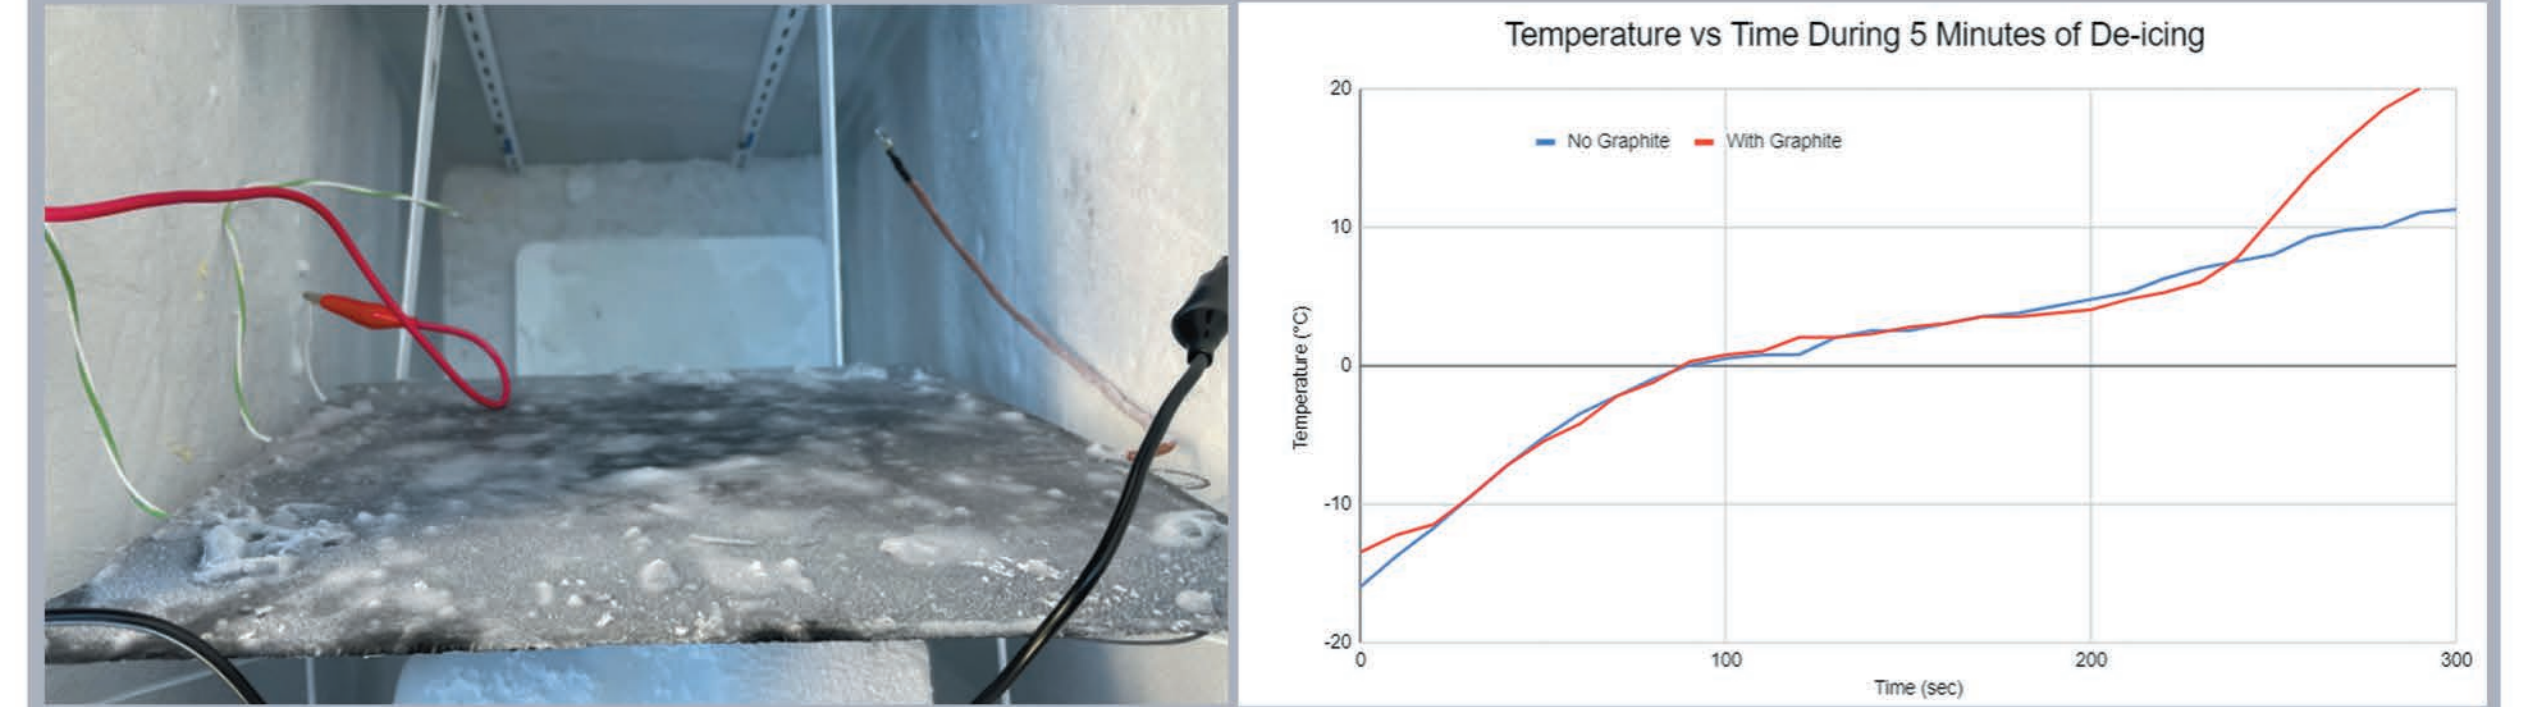 Temperature vs Time During 5 Minutes of De-icing
20
No Graphite With Graphite
10
Temperature (°C)
0
-10
-20
0 100 200 300
Time (sec)